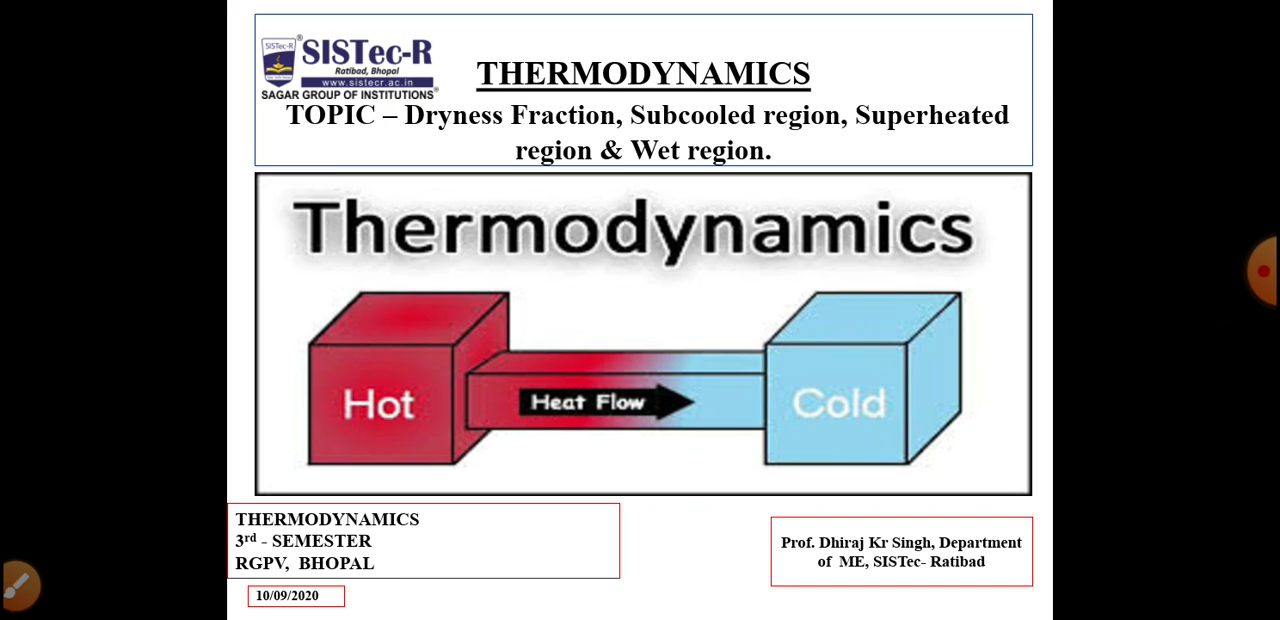 SISTec-R
®
SISTec-R
Ratibad, Bhopal
www.sistecr.ac.in
SAGAR GROUP OF INSTITUTIONS®
THERMODYNAMICS
TOPIC – Dryness Fraction, Subcooled region, Superheated
region & Wet region.
Thermodynamics
Hot
Heat Flow
Cold
THERMODYNAMICS
3rd - SEMESTER
RGPV, BHOPAL
Prof. Dhiraj Kr Singh, Department
of ME, SISTec- Ratibad
10/09/2020